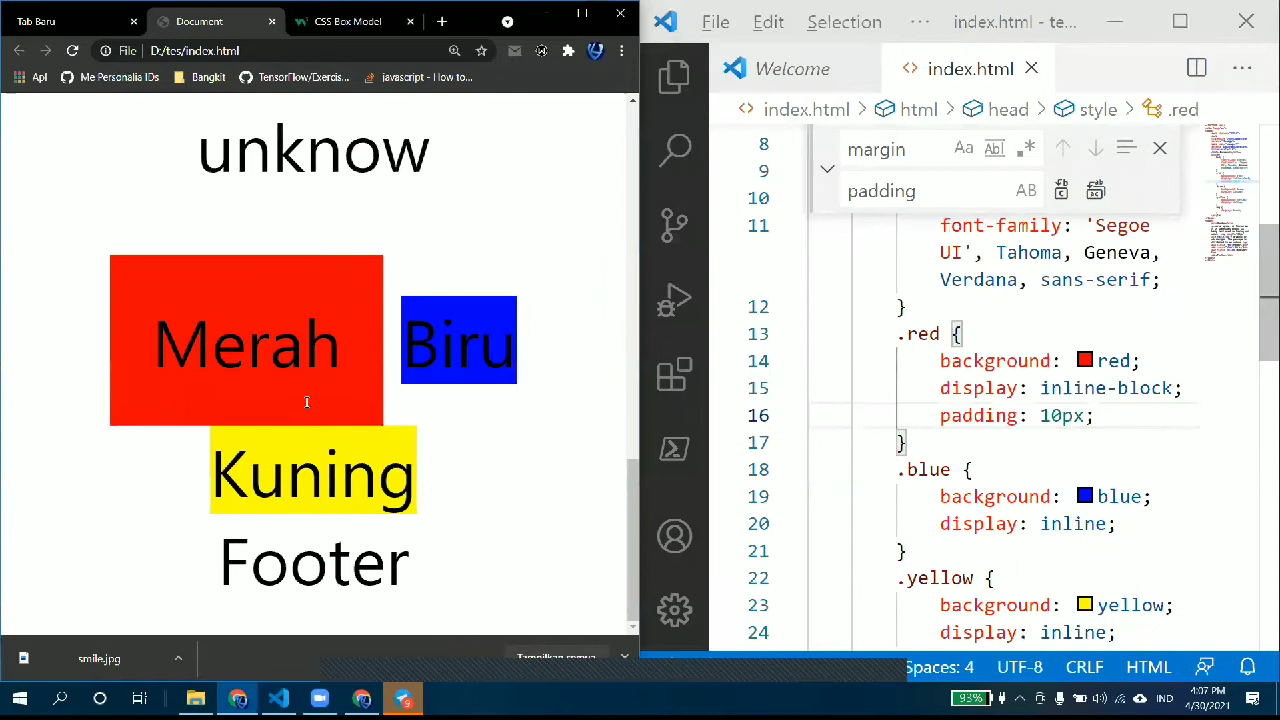 Tab Baru
Document
CSS Box Model
File
D:/tes/index.html
Apl
Me Personalia IDs
Bangkit
TensorFlow/Exercis...
javascript - How to...
unknow
Merah
Biru
Kuning
Footer
smile.jpg
File Edit Selection ··· index.html - te...
Welcome
index.html
index.html > html > head > style > .red
margin
Aa Abl .*
padding
AB
8
9
10
11 font-family: 'Segoe
UI', Tahoma, Geneva,
Verdana, sans-serif;
12 }
13 .red {
14 background: red;
15 display: inline-block;
16 padding: 10px;
17 }
18 .blue {
19 background: blue;
20 display: inline;
21 }
22 .yellow {
23 background: yellow;
24 display: inline;
Spaces: 4 UTF-8 CRLF HTML
93%
IND
4:07 PM
4/30/2021